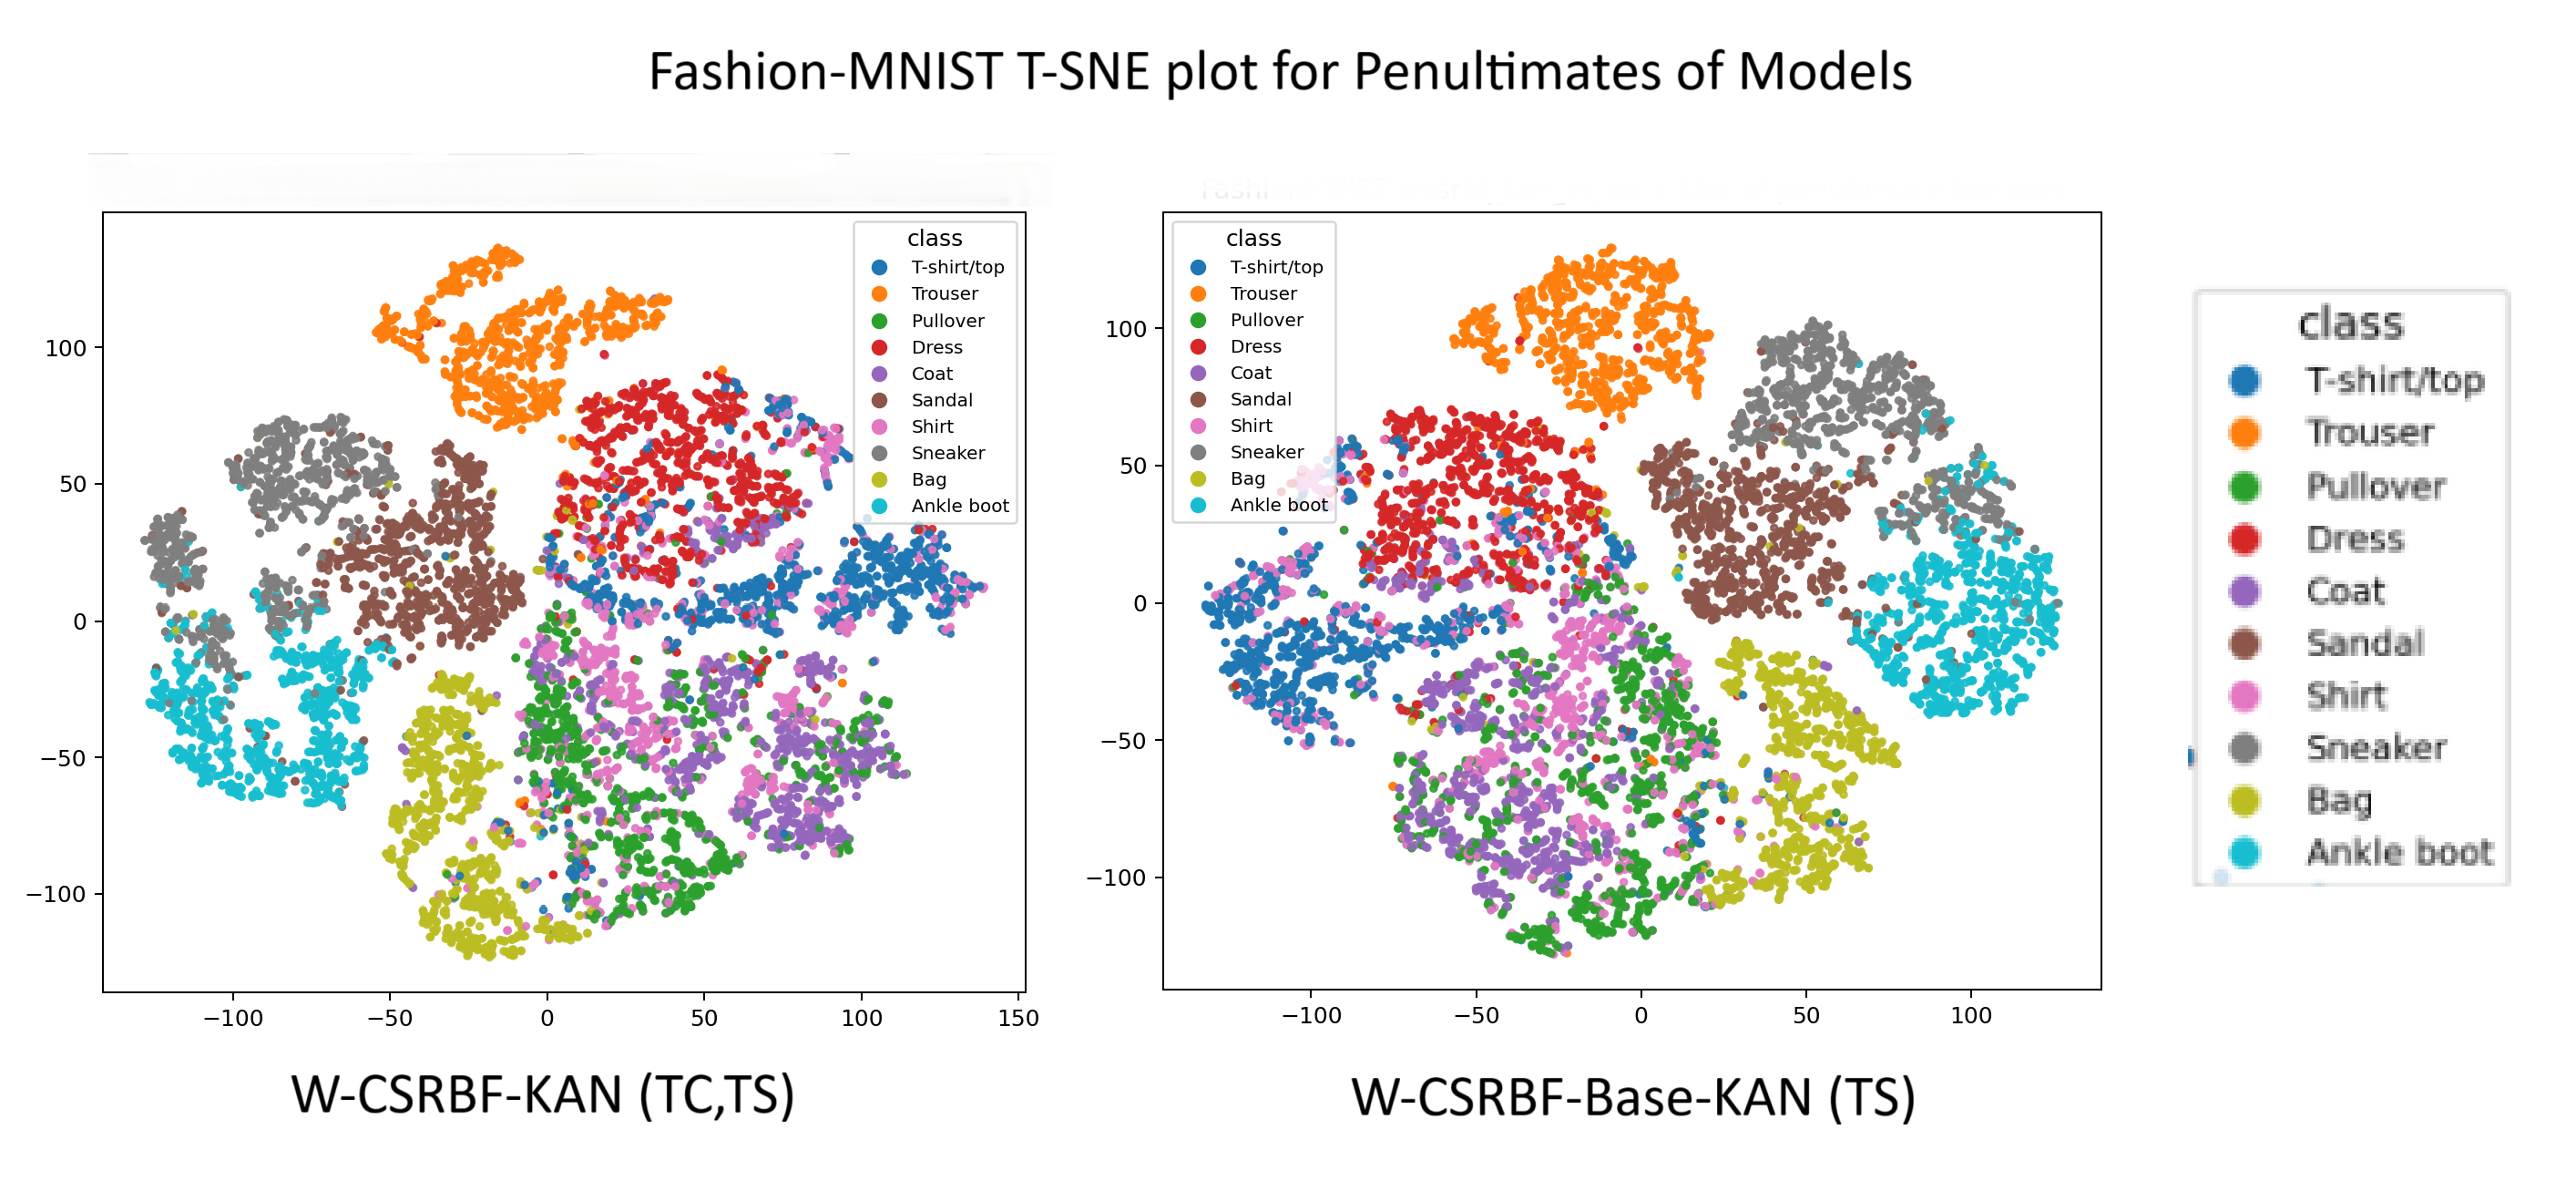 Fashion-MNIST T-SNE plot for Penultimates of Models
class
T-shirt/top
Trouser
Pullover
Dress
Coat
Sandal
Shirt
Sneaker
Bag
Ankle boot
100
50
0
−50
−100
−100 −50 0 50 100 150
W-CSRBF-KAN (TC,TS)
class
T-shirt/top
Trouser
Pullover
Dress
Coat
Sandal
Shirt
Sneaker
Bag
Ankle boot
100
50
0
−50
−100
−100 −50 0 50 100
W-CSRBF-Base-KAN (TS)
class
T-shirt/top
Trouser
Pullover
Dress
Coat
Sandal
Shirt
Sneaker
Bag
Ankle boot